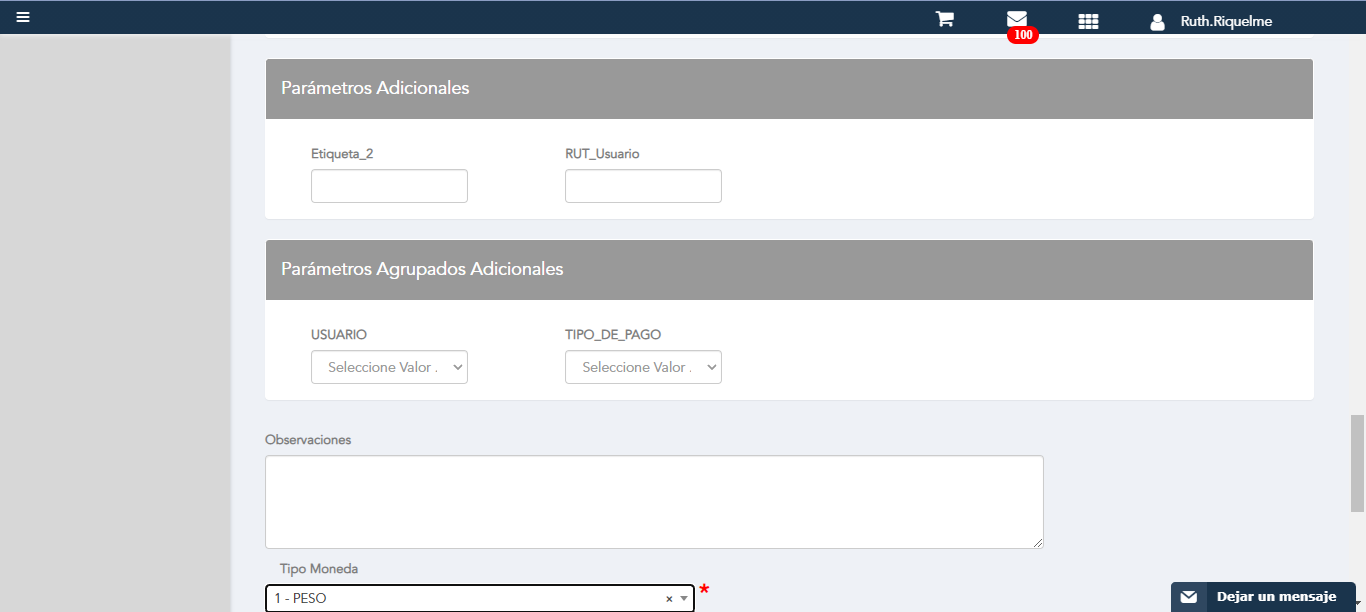 Ruth.Riquelme
100
Parámetros Adicionales
Etiqueta_2 RUT_Usuario
Parámetros Agrupados Adicionales
USUARIO TIPO_DE_PAGO
Seleccione Valor . Seleccione Valor .
Observaciones
Tipo Moneda
1 - PESO × *
Dejar un mensaje